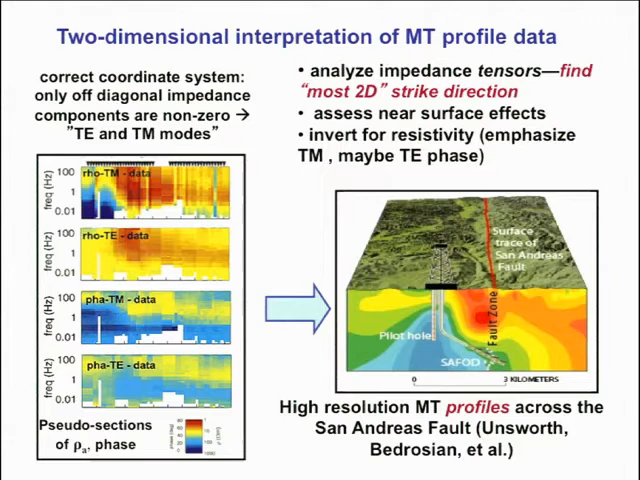 Two-dimensional interpretation of MT profile data
correct coordinate system:
only off diagonal impedance
components are non-zero →
"TE and TM modes"
• analyze impedance tensors—find
"most 2D" strike direction
• assess near surface effects
• invert for resistivity (emphasize
TM , maybe TE phase)
rho-TM - data
freq (Hz)
100
1
0.01
rho-TE - data
freq (Hz)
100
1
0.01
pha-TM - data
freq (Hz)
100
1
0.01
pha-TE - data
freq (Hz)
100
1
0.01
Pseudo-sections
of ρa, phase
Surface
trace of
San Andreas
Fault
Pilot hole
Fault Zone
SAFOD
0
3 KILOMETERS
High resolution MT profiles across the
San Andreas Fault (Unsworth,
Bedrosian, et al.)